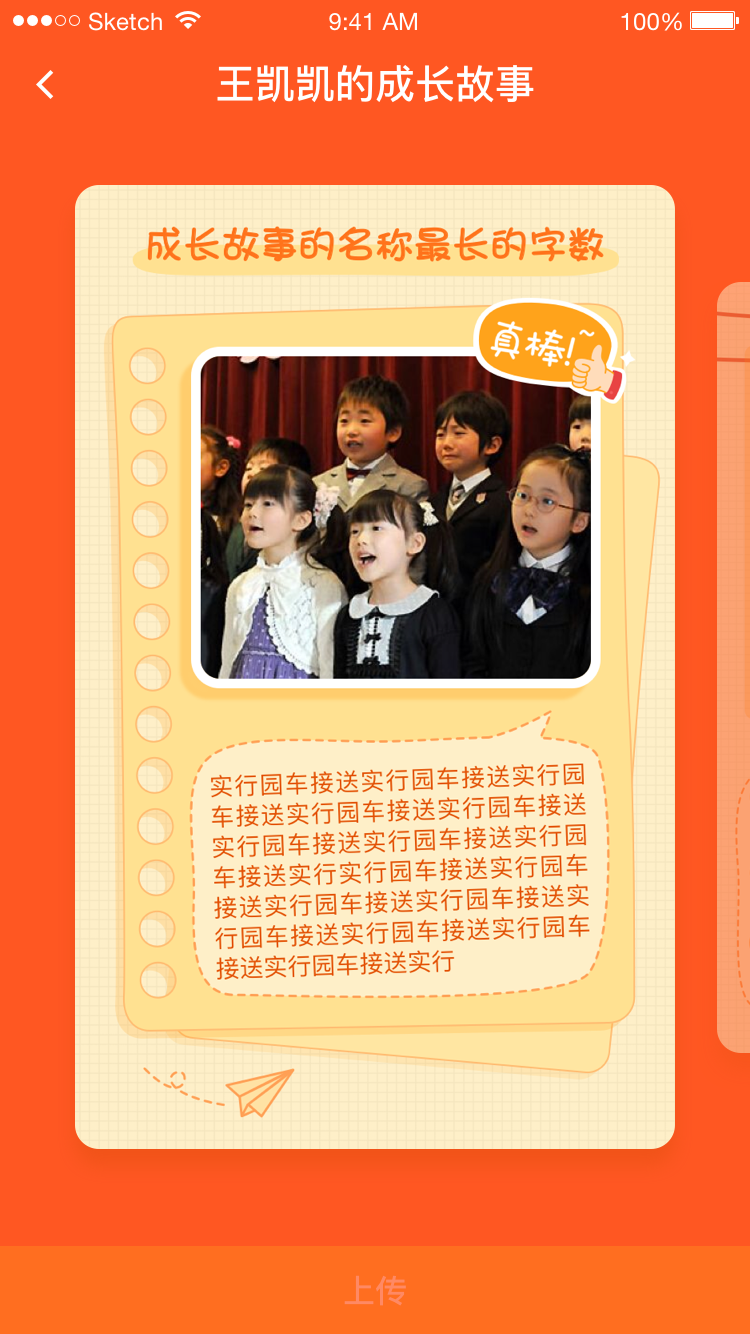 Sketch 9:41 AM 100%
王凯凯的成长故事
成长故事的名称最长的字数
真棒!~
实行园车接送实行园车接送实行园
车接送实行园车接送实行园车接送
实行园车接送实行园车接送实行园
车接送实行实行园车接送实行园车
接送实行园车接送实行园车接送实
行园车接送实行园车接送实行园车
接送实行园车接送实行
上传